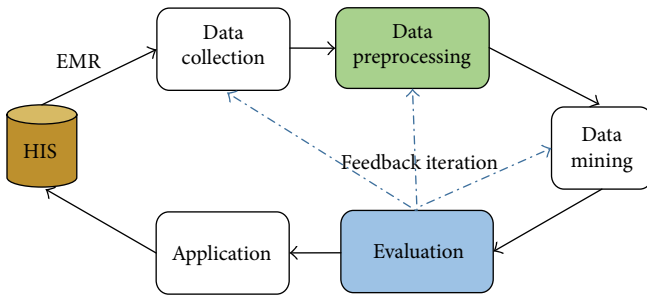 EMR
Data
collection
Data
preprocessing
HIS
Feedback iteration
Data
mining
Application
Evaluation